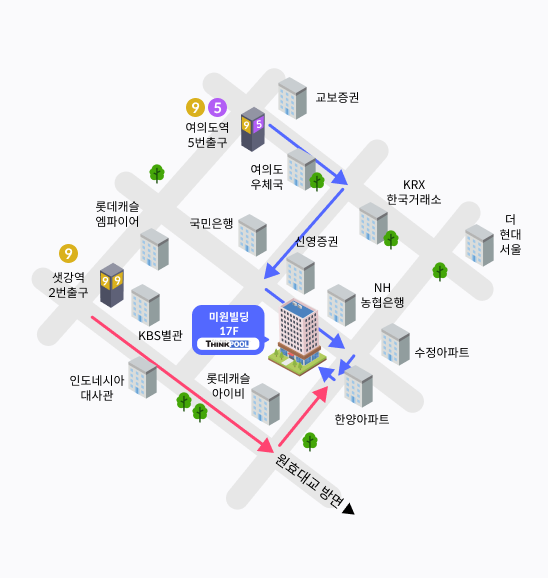 교보증권
9 5
여의도역
5번출구
9 5
여의도
우체국
KRX
한국거래소
롯데캐슬
엠파이어
국민은행
더
현대
서울
신영증권
9
샛강역
2번출구
9 9
NH
농협은행
미원빌딩
17F
THINKPOOL
KBS별관
수정아파트
인도네시아
대사관
롯데캐슬
아이비
한양아파트
원효대교 방면